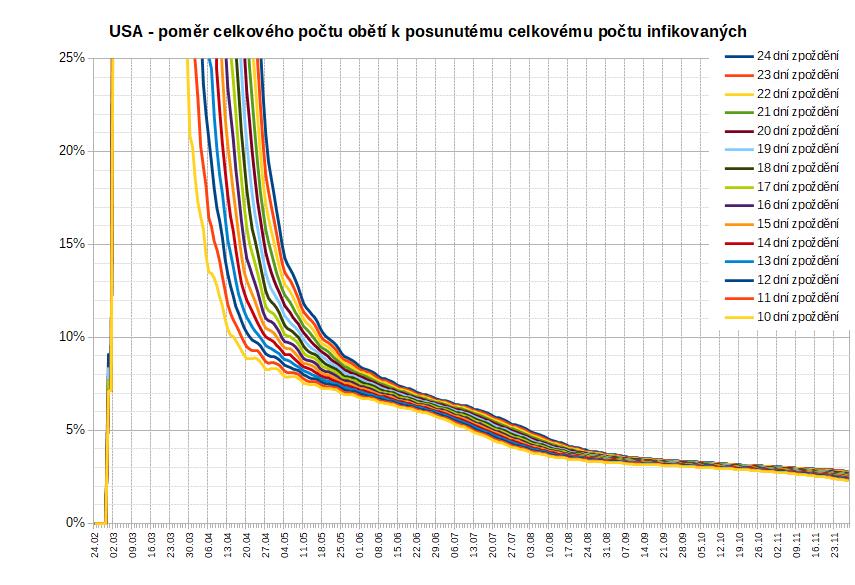 USA - poměr celkového počtu obětí k posunutému celkovému počtu infikovaných
25%
20%
15%
10%
5%
0%
24 dní zpoždění
23 dní zpoždění
22 dní zpoždění
21 dní zpoždění
20 dní zpoždění
19 dní zpoždění
18 dní zpoždění
17 dní zpoždění
16 dní zpoždění
15 dní zpoždění
14 dní zpoždění
13 dní zpoždění
12 dní zpoždění
11 dní zpoždění
10 dní zpoždění
24.02
02.03
09.03
16.03
23.03
30.03
06.04
13.04
20.04
27.04
04.05
11.05
18.05
25.05
01.06
08.06
15.06
22.06
29.06
06.07
13.07
20.07
27.07
03.08
10.08
17.08
24.08
31.08
07.09
14.09
21.09
28.09
05.10
12.10
19.10
26.10
02.11
09.11
16.11
23.11